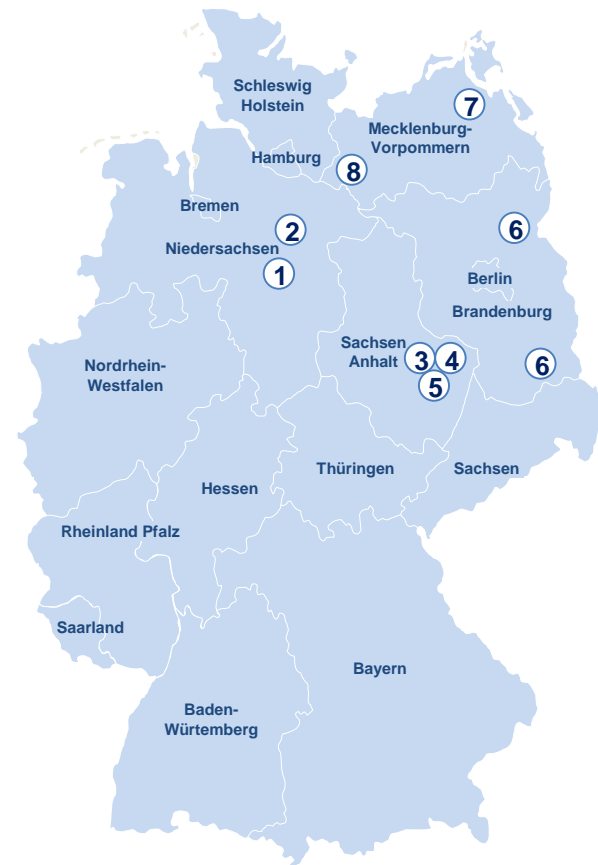 Schleswig
Holstein
7
Mecklenburg-
Vorpommern
Hamburg
8
Bremen
2
6
Niedersachsen
1
Berlin
Brandenburg
Sachsen
Anhalt
3
4
5
6
Nordrhein-
Westfalen
Thüringen
Sachsen
Hessen
Rheinland Pfalz
Saarland
Bayern
Baden-
Würtemberg